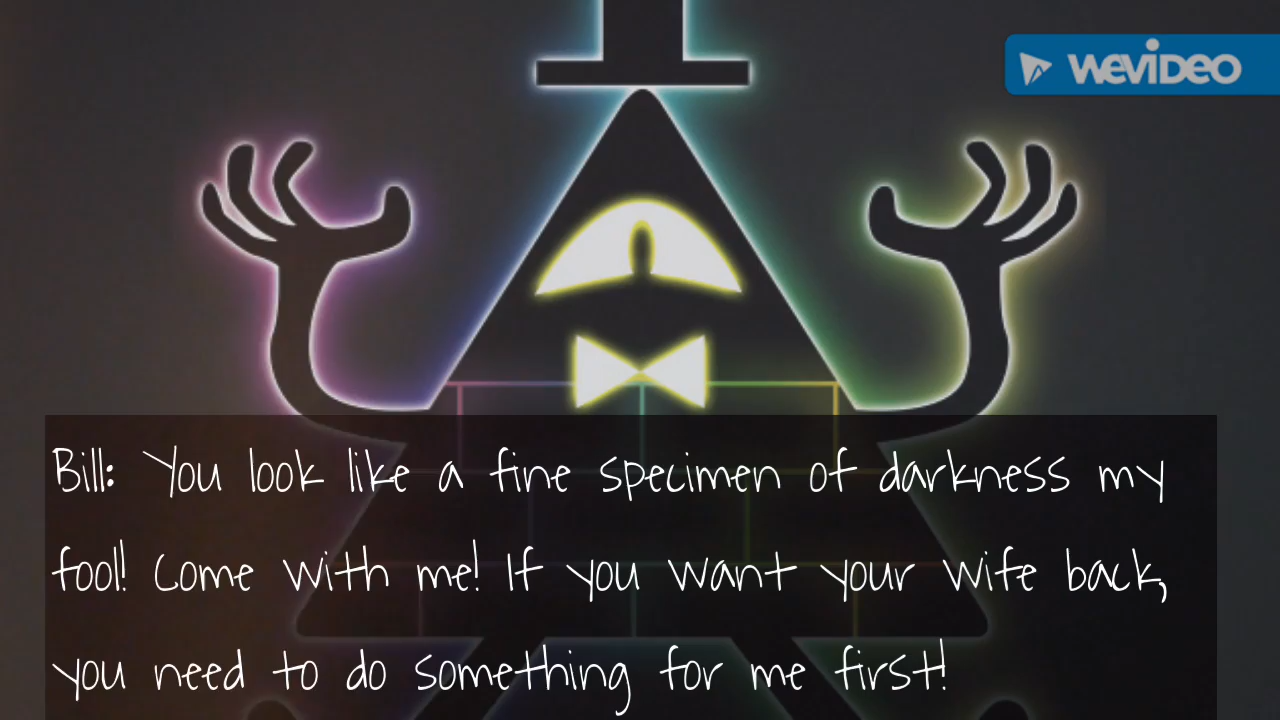 WEVIDEO
Bill: You look like a fine specimen of darkness my
fool! Come with me! If you want your wife back,
you need to do something for me first!